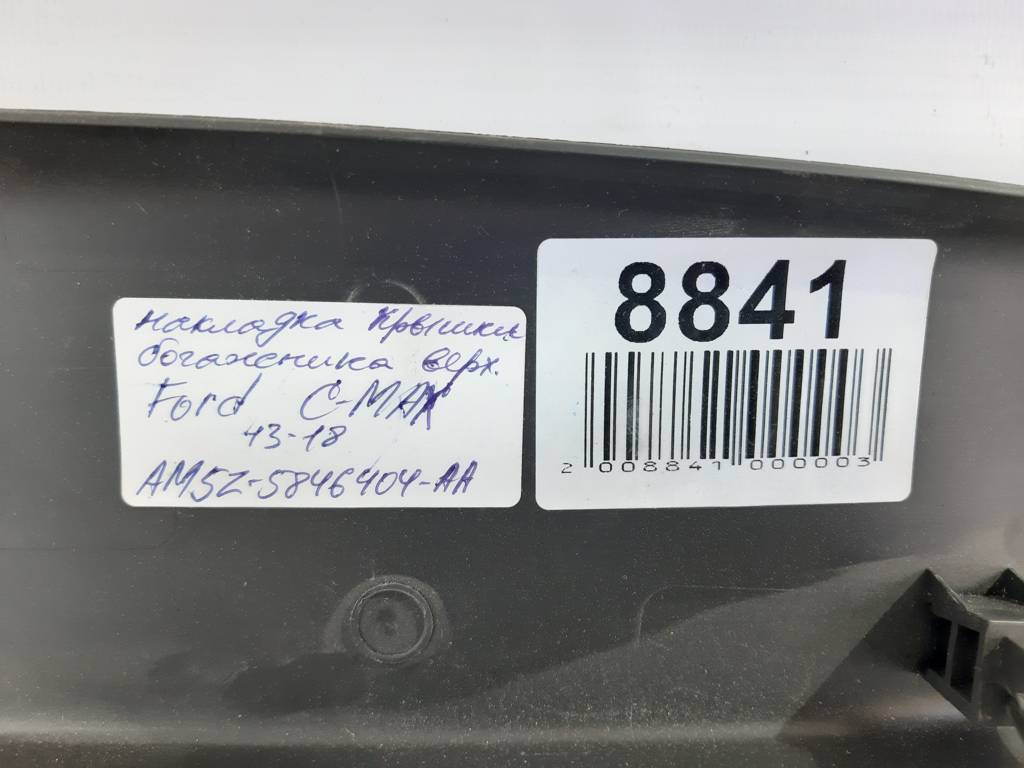 накладка крышки
багажника верх.
Ford C-MAX
13-18
AM5Z-5846404-AA
8841
2 008841 000003